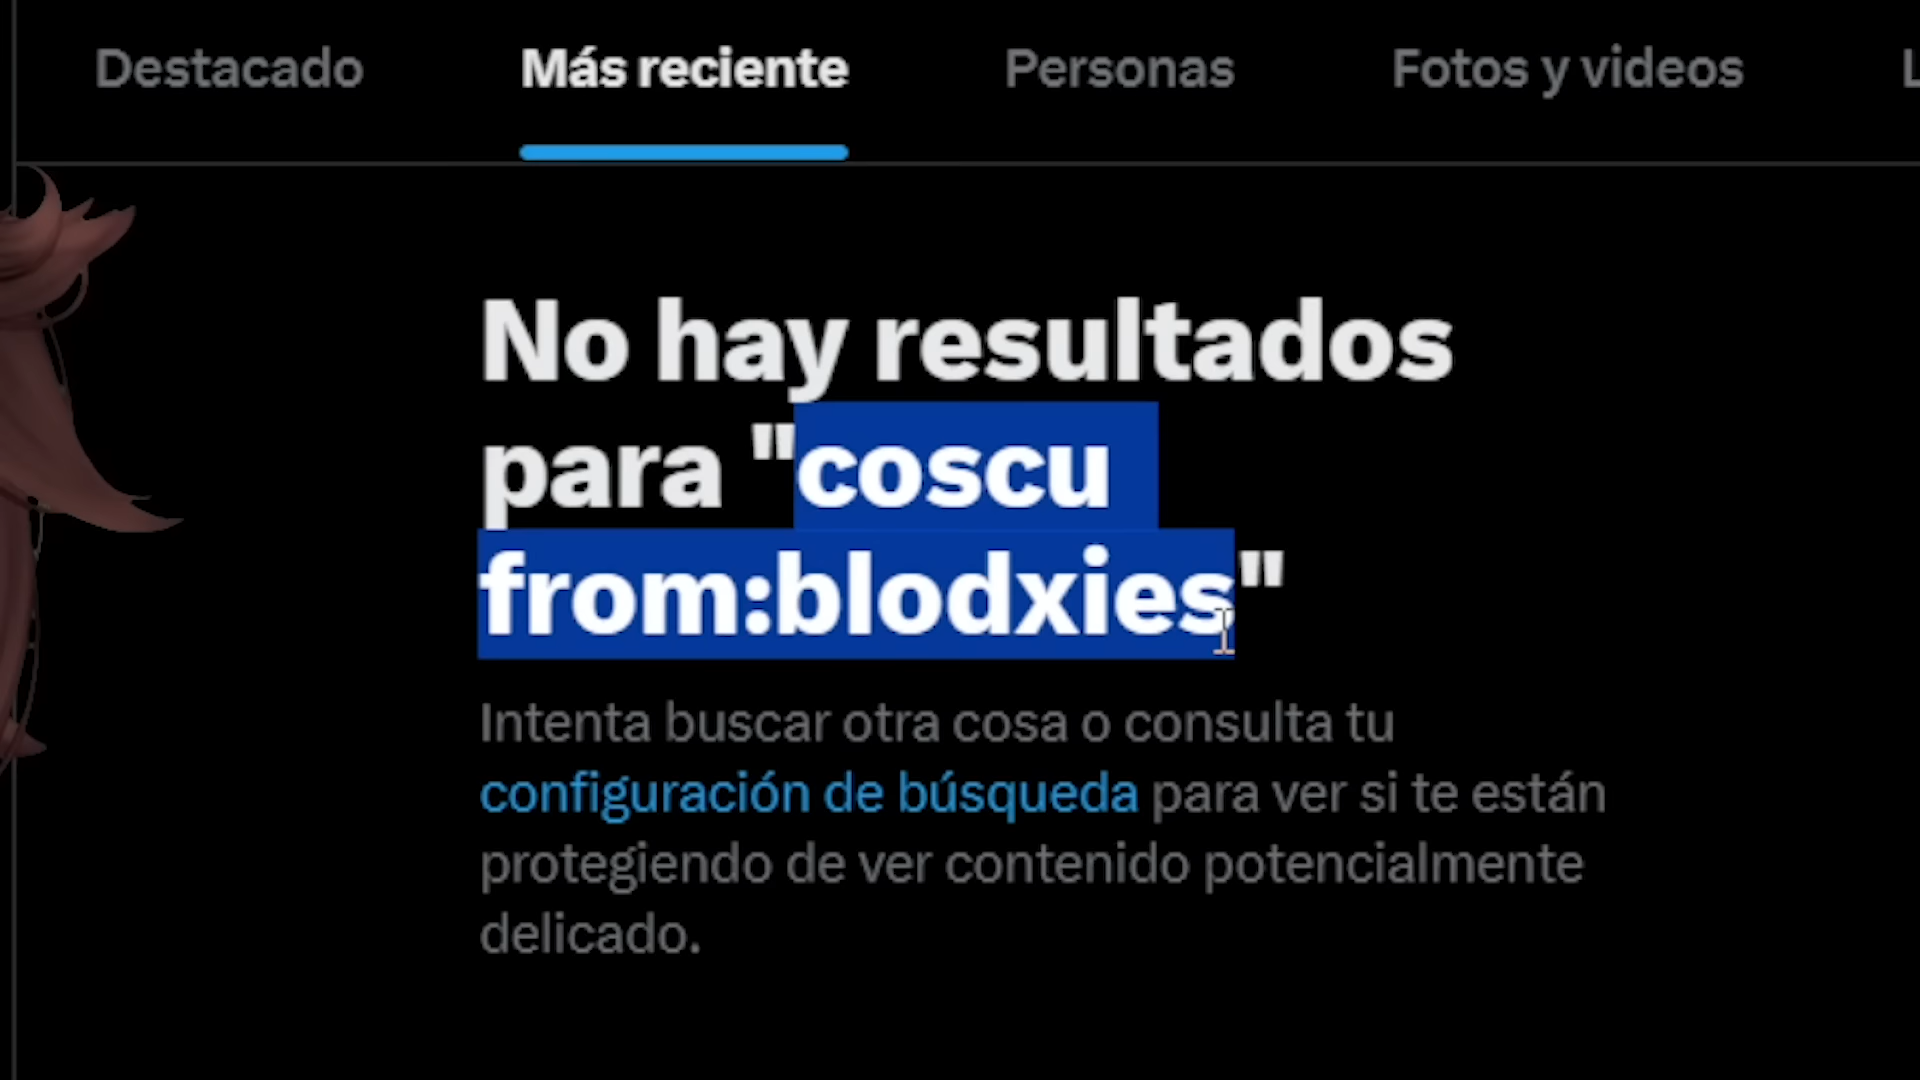 Destacado Más reciente Personas Fotos y videos L
No hay resultados
para "coscu
from:blodxies"
Intenta buscar otra cosa o consulta tu
configuración de búsqueda para ver si te están
protegiendo de ver contenido potencialmente
delicado.